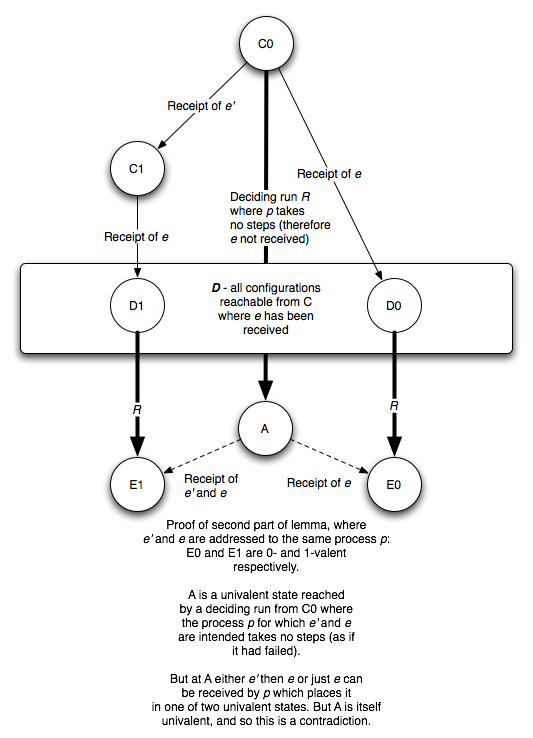 C0
Receipt of e'
C1
Receipt of e
Deciding run R
where p takes
no steps (therefore
e not received)
Receipt of e
D - all configurations
reachable from C
where e has been
received
D1
D0
R
R
A
E1
Receipt of
e' and e
Receipt of e
E0
Proof of second part of lemma, where
e' and e are addressed to the same process p:
E0 and E1 are 0- and 1-valent
respectively.
A is a univalent state reached
by a deciding run from C0 where
the process p for which e' and e
are intended takes no steps (as if
it had failed).
But at A either e' then e or just e can
be received by p which places it
in one of two univalent states. But A is itself
univalent, and so this is a contradiction.